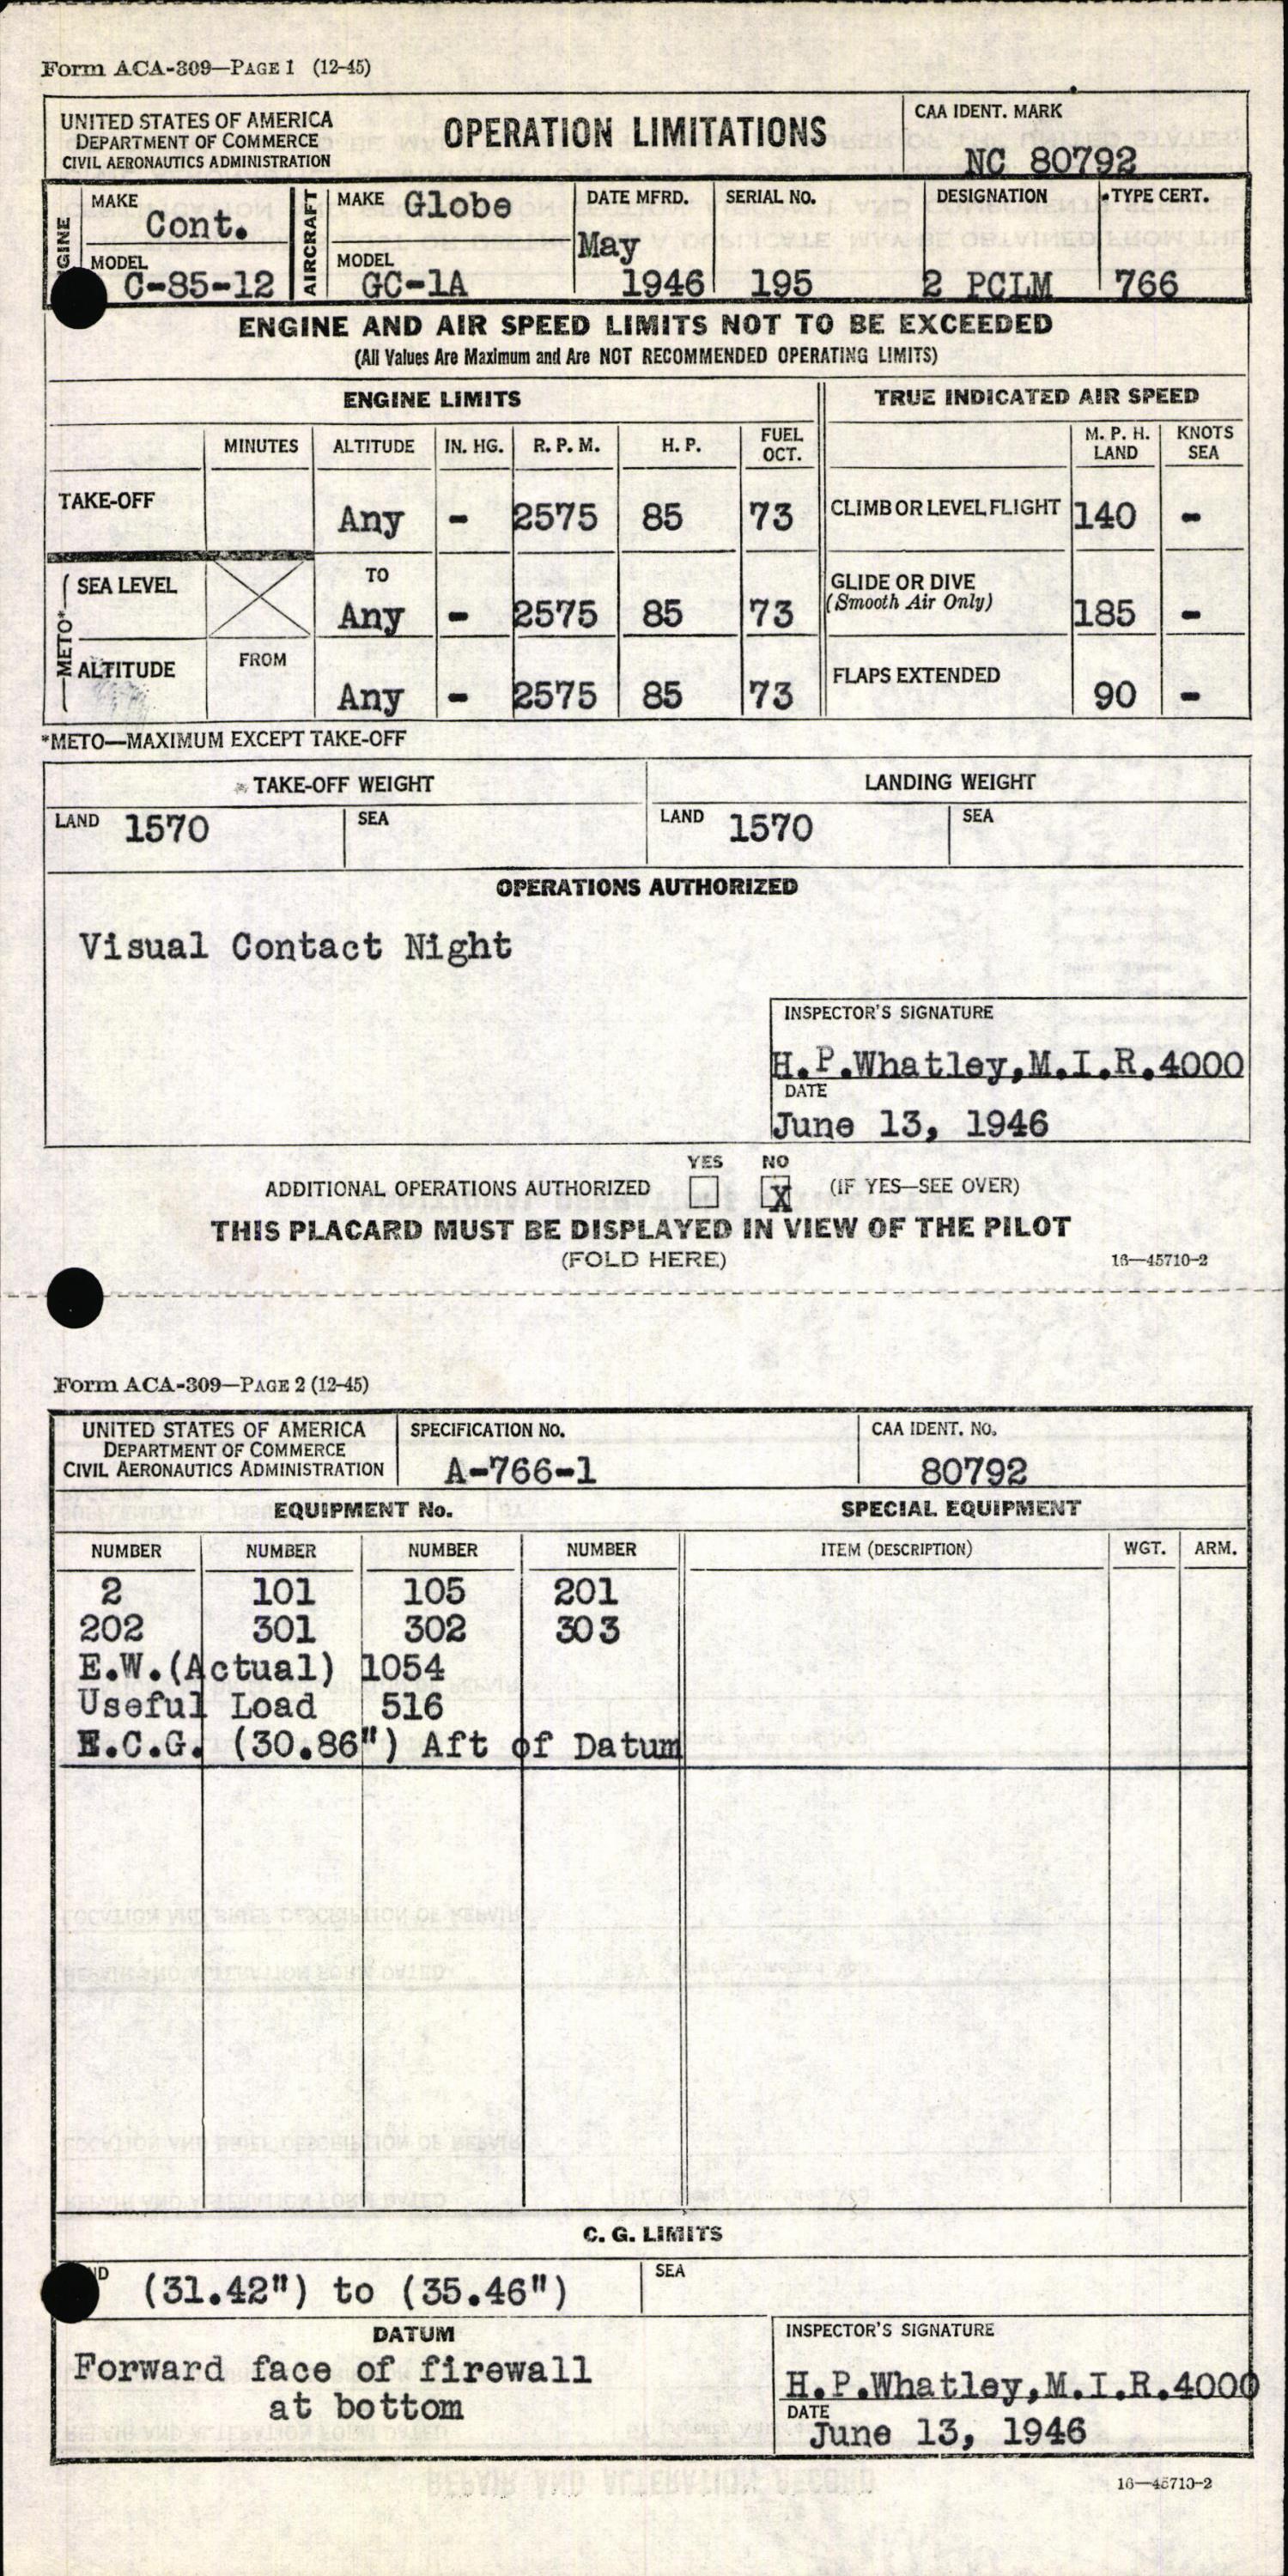 Form ACA-309—PAGE 1 (12-45)
UNITED STATES OF AMERICA
DEPARTMENT OF COMMERCE
CIVIL AERONAUTICS ADMINISTRATION
OPERATION LIMITATIONS
CAA IDENT. MARK
NC 80792
MAKE Cont.
MODEL C-85-12
AIRCRAFT
MAKE Globe
MODEL GC-1A
DATE MFRD. May 1946
SERIAL NO. 195
DESIGNATION 2 PCLM
TYPE CERT. 766
ENGINE AND AIR SPEED LIMITS NOT TO BE EXCEEDED
(All Values Are Maximum and Are NOT RECOMMENDED OPERATING LIMITS)
ENGINE LIMITS TRUE INDICATED AIR SPEED
MINUTES ALTITUDE IN. HG. R. P. M. H. P. FUEL OCT. M. P. H. LAND KNOTS SEA
TAKE-OFF Any - 2575 85 73 CLIMB OR LEVEL FLIGHT 140 -
METO* SEA LEVEL TO Any - 2575 85 73 GLIDE OR DIVE (Smooth Air Only) 185 -
ALTITUDE FROM Any - 2575 85 73 FLAPS EXTENDED 90 -
*METO—MAXIMUM EXCEPT TAKE-OFF
TAKE-OFF WEIGHT LANDING WEIGHT
LAND 1570 SEA LAND 1570 SEA
OPERATIONS AUTHORIZED
Visual Contact Night
INSPECTOR'S SIGNATURE
H.P.Whatley,M.I.R.4000
DATE
June 13, 1946
YES NO
ADDITIONAL OPERATIONS AUTHORIZED X (IF YES—SEE OVER)
THIS PLACARD MUST BE DISPLAYED IN VIEW OF THE PILOT
(FOLD HERE) 16—45710-2
Form ACA-309—PAGE 2 (12-45)
UNITED STATES OF AMERICA
DEPARTMENT OF COMMERCE
CIVIL AERONAUTICS ADMINISTRATION
SPECIFICATION NO.
A-766-1
CAA IDENT. NO.
80792
EQUIPMENT No. SPECIAL EQUIPMENT
NUMBER NUMBER NUMBER NUMBER ITEM (DESCRIPTION) WGT. ARM.
2 101 105 201
202 301 302 303
E.W.(Actual) 1054
Useful Load 516
E.C.G. (30.86") Aft of Datum
C. G. LIMITS
(31.42") to (35.46") SEA
DATUM
Forward face of firewall
at bottom
INSPECTOR'S SIGNATURE
H.P.Whatley,M.I.R.4000
DATE
June 13, 1946
16—45710-2